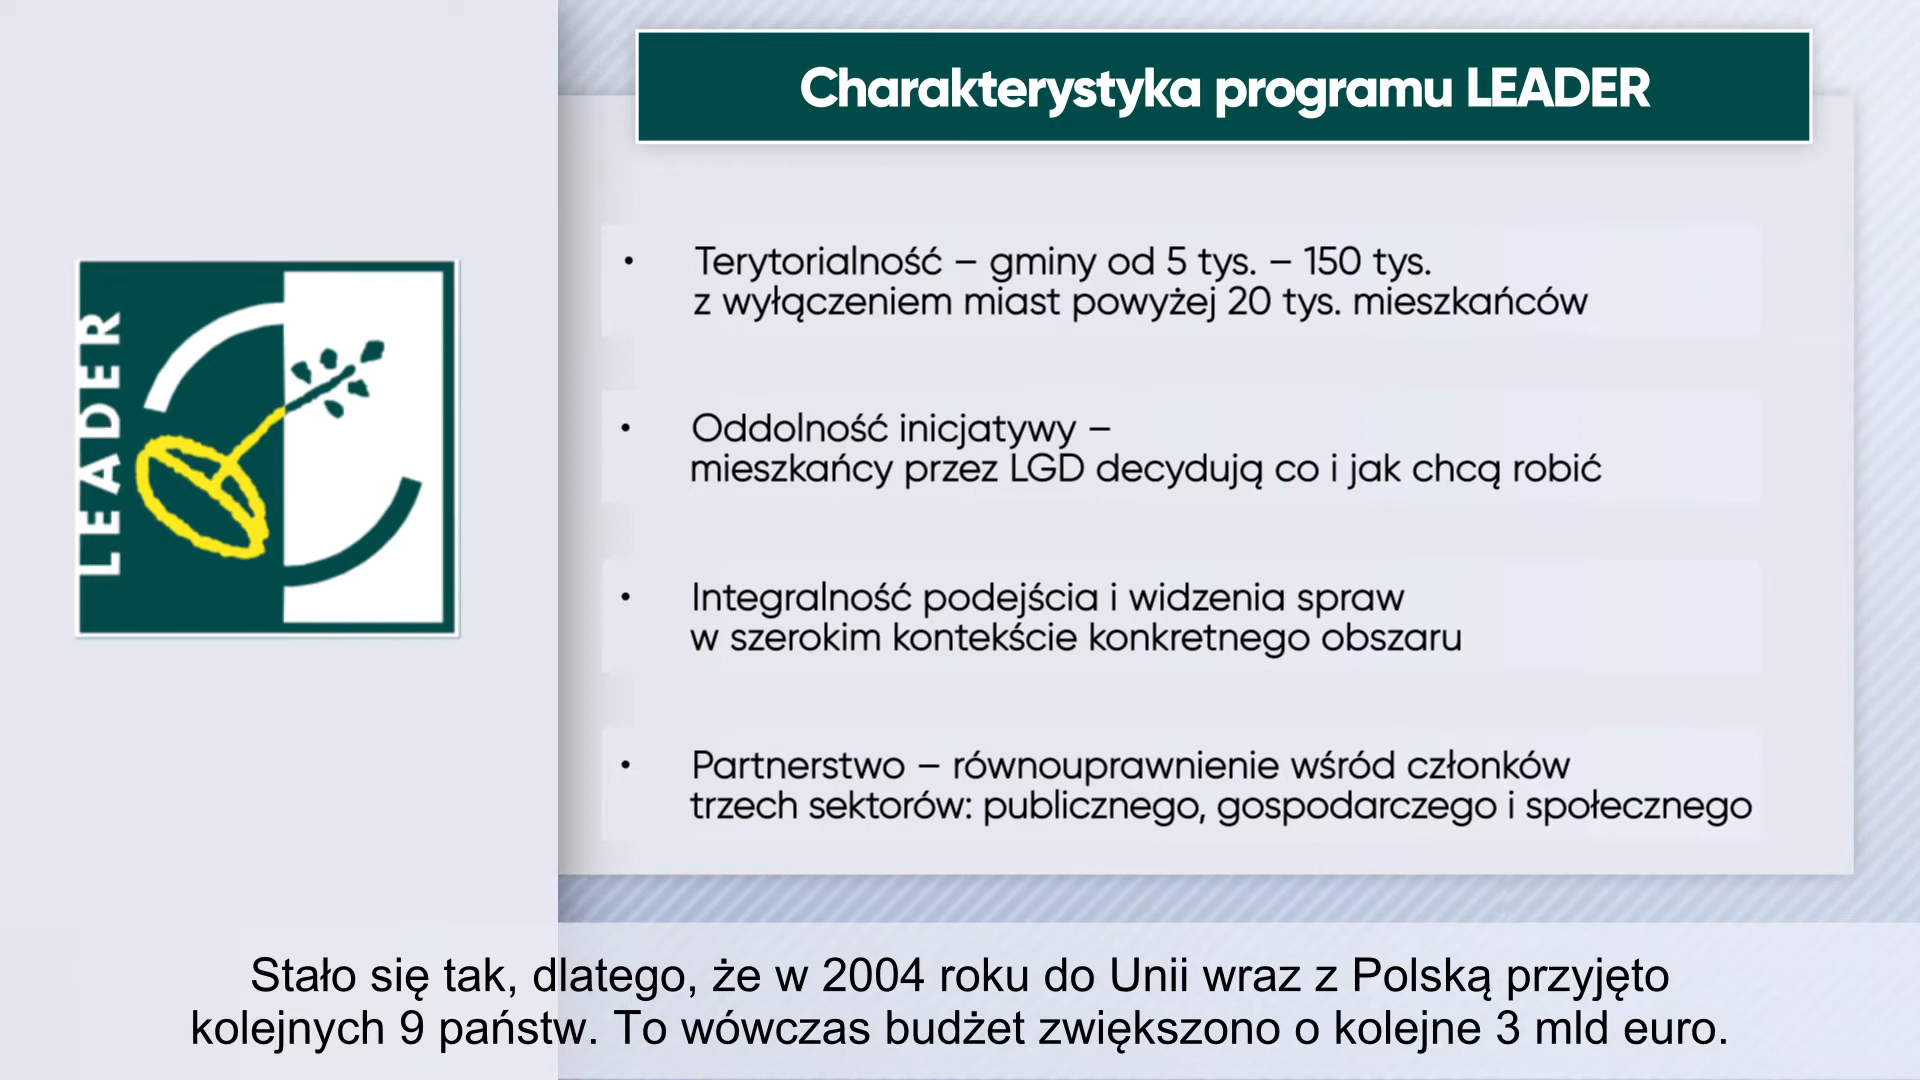 Charakterystyka programu LEADER
LEADER
• Terytorialność – gminy od 5 tys. – 150 tys.
z wyłączeniem miast powyżej 20 tys. mieszkańców
• Oddolność inicjatywy –
mieszkańcy przez LGD decydują co i jak chcą robić
• Integralność podejścia i widzenia spraw
w szerokim kontekście konkretnego obszaru
• Partnerstwo – równouprawnienie wśród członków
trzech sektorów: publicznego, gospodarczego i społecznego
Stało się tak, dlatego, że w 2004 roku do Unii wraz z Polską przyjęto
kolejnych 9 państw. To wówczas budżet zwiększono o kolejne 3 mld euro.